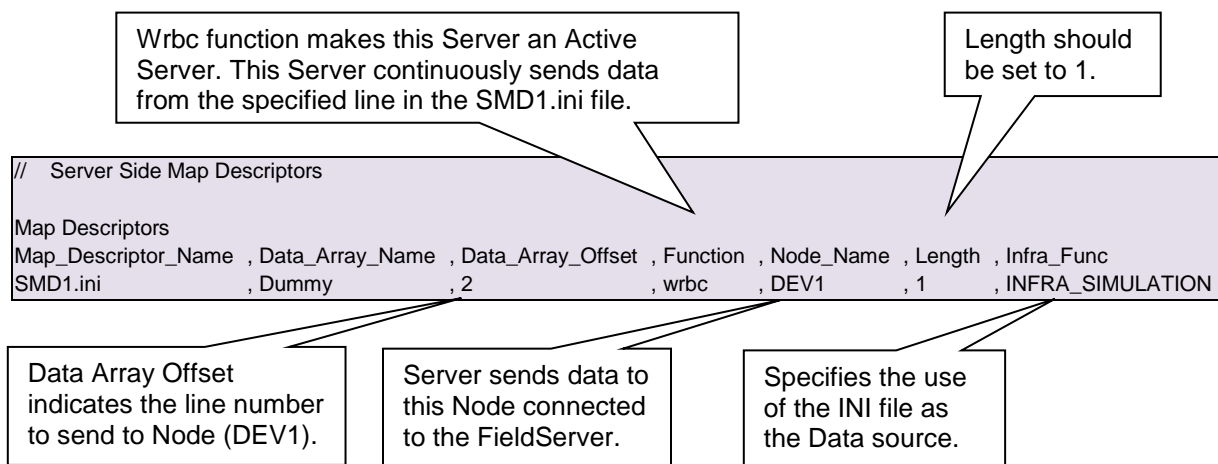 Wrbc function makes this Server an Active
Server. This Server continuously sends data
from the specified line in the SMD1.ini file.
Length should
be set to 1.
// Server Side Map Descriptors
Map Descriptors
Map_Descriptor_Name , Data_Array_Name , Data_Array_Offset , Function , Node_Name , Length , Infra_Func
SMD1.ini , Dummy , 2 , wrbc , DEV1 , 1 , INFRA_SIMULATION
Data Array Offset
indicates the line number
to send to Node (DEV1).
Server sends data to
this Node connected
to the FieldServer.
Specifies the use
of the INI file as
the Data source.